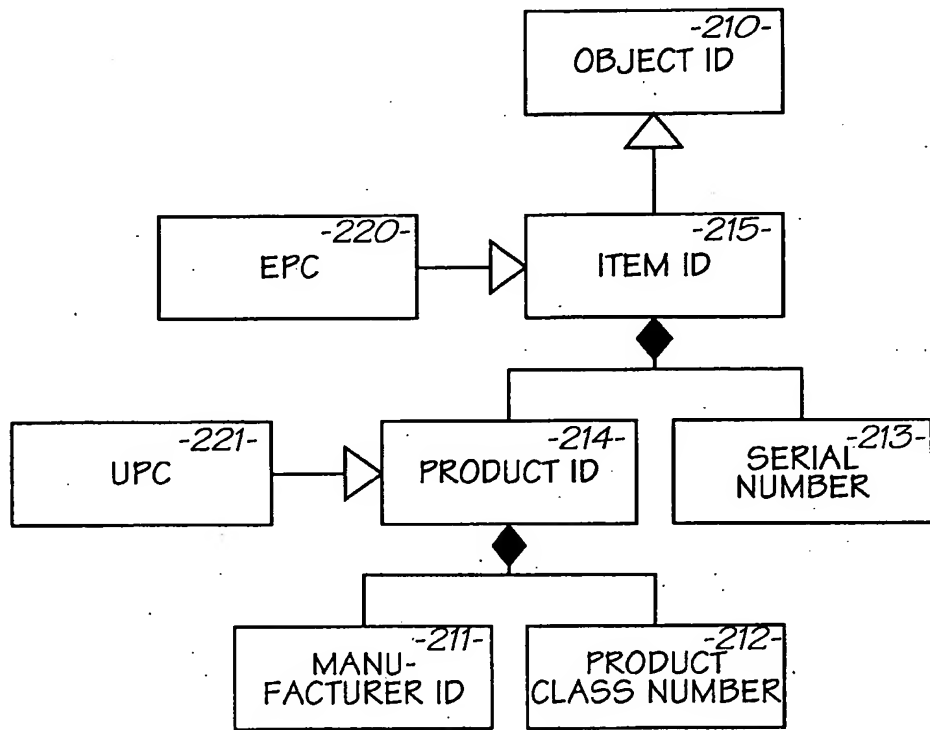 -210-
OBJECT ID
-220-
EPC
-215-
ITEM ID
-221-
UPC
-214-
PRODUCT ID
-213-
SERIAL
NUMBER
-211-
MANU-
FACTURER ID
-212-
PRODUCT
CLASS NUMBER